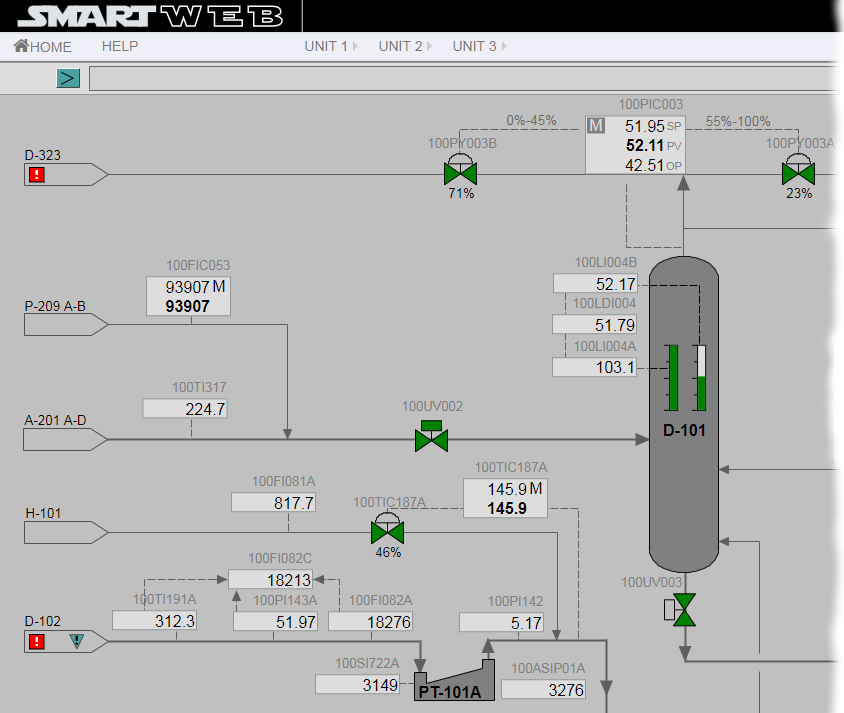 SMART WEB
HOME HELP UNIT 1 UNIT 2 UNIT 3
>
100PIC003
0%-45%
M 51.95 SP
55%-100%
52.11 PV
42.51 OP
100PY003B
71%
100PY003A
23%
D-323
!
100FIC053
93907 M
93907
P-209 A-B
100LI004B
52.17
100LDI004
51.79
100LI004A
103.1
D-101
100TI317
224.7
A-201 A-D
100UV002
100TIC187A
145.9 M
145.9
100FI081A
817.7
H-101
100TIC187A
46%
100FI082C
18213
100TI191A
312.3
100PI143A
51.97
100FI082A
18276
100PI142
5.17
100UV003
D-102
! !
100SI722A
3149
PT-101A
100ASIP01A
3276